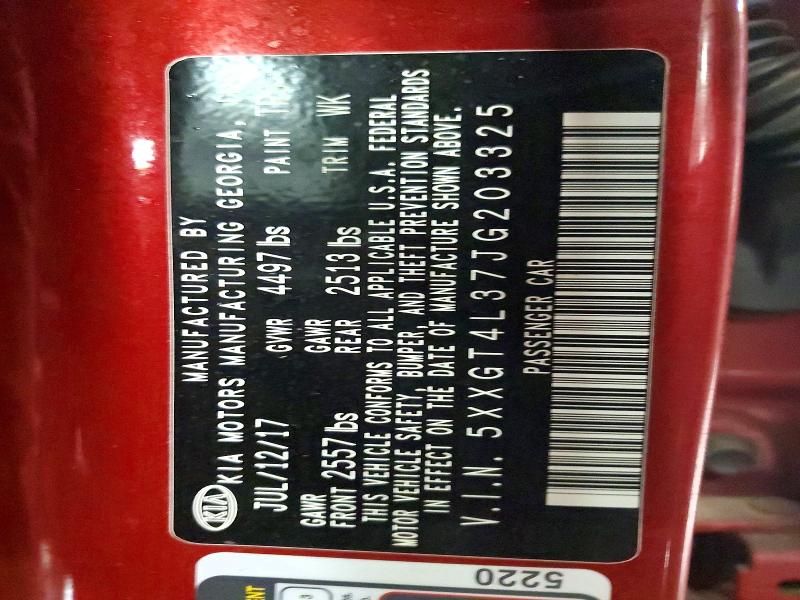 MANUFACTURED BY
KIA KIA MOTORS MANUFACTURING GEORGIA,
JUL/12/17 GVWR 4497 lbs PAINT
GAWR FRONT 2557 lbs GAWR REAR 2513 lbs TRIM WK
THIS VEHICLE CONFORMS TO ALL APPLICABLE U.S.A. FEDERAL
MOTOR VEHICLE SAFETY, BUMPER, AND THEFT PREVENTION STANDARDS
IN EFFECT ON THE DATE OF MANUFACTURE SHOWN ABOVE.
V.I.N. 5XXGT4L37JG203325
PASSENGER CAR
5220